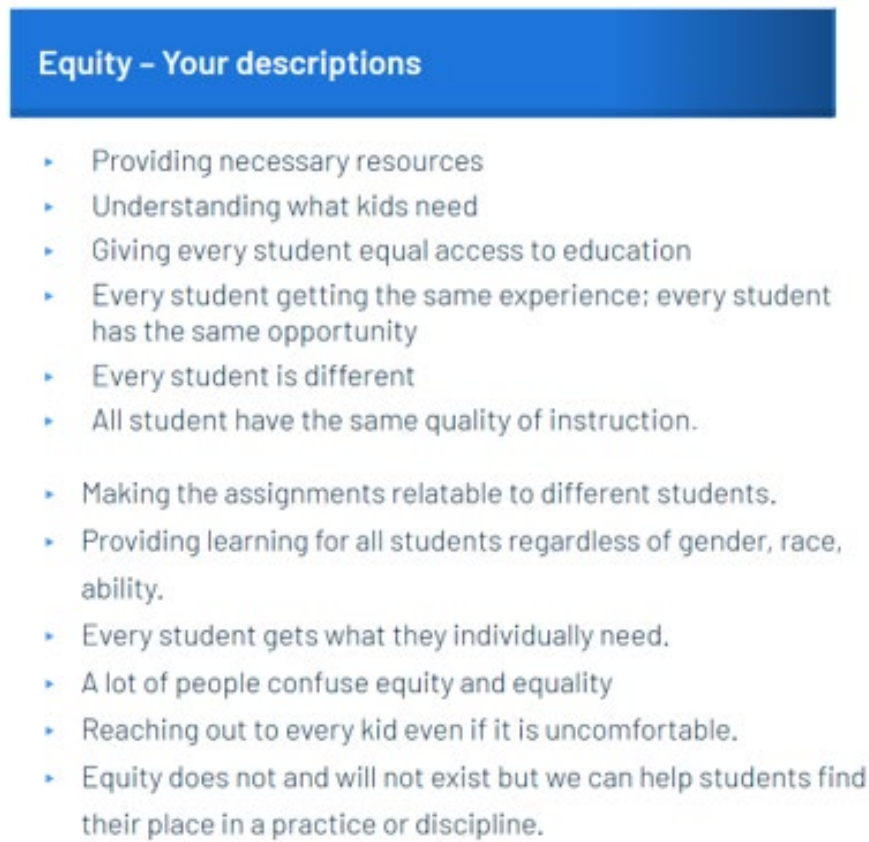 Equity – Your descriptions
Providing necessary resources
Understanding what kids need
Giving every student equal access to education
Every student getting the same experience; every student
has the same opportunity
Every student is different
All student have the same quality of instruction.
Making the assignments relatable to different students.
Providing learning for all students regardless of gender, race,
ability.
Every student gets what they individually need.
A lot of people confuse equity and equality
Reaching out to every kid even if it is uncomfortable.
Equity does not and will not exist but we can help students find
their place in a practice or discipline.